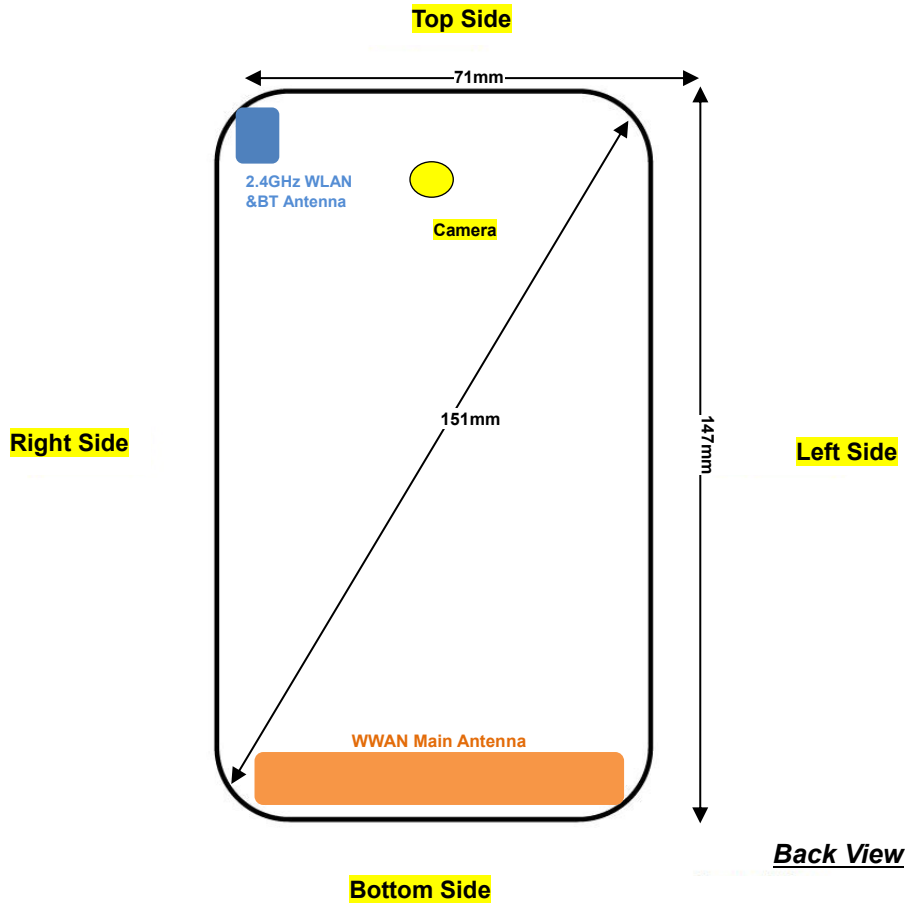 Top Side
71mm
2.4GHz WLAN
&BT Antenna
Camera
151mm
147mm
Right Side
Left Side
WWAN Main Antenna
Back View
Bottom Side